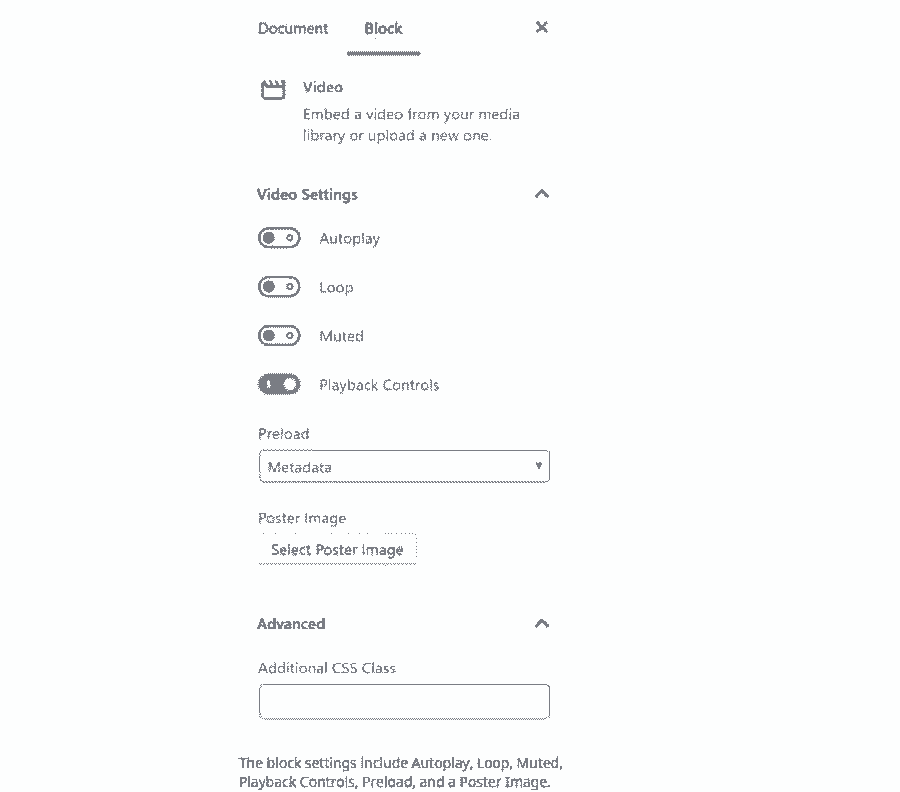 Document Block
Video
Embed a video from your media
library or upload a new one.
Video Settings
Autoplay
Loop
Muted
Playback Controls
Preload
Metadata
Poster Image
Select Poster Image
Advanced
Additional CSS Class
The block settings include Autoplay, Loop, Muted,
Playback Controls, Preload, and a Poster Image.